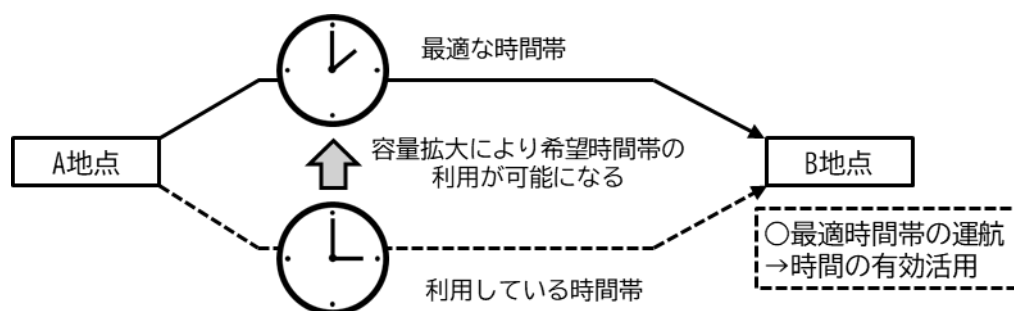 最適な時間帯
A地点
容量拡大により希望時間帯の
利用が可能になる
B地点
○最適時間帯の運航
→時間の有効活用
利用している時間帯